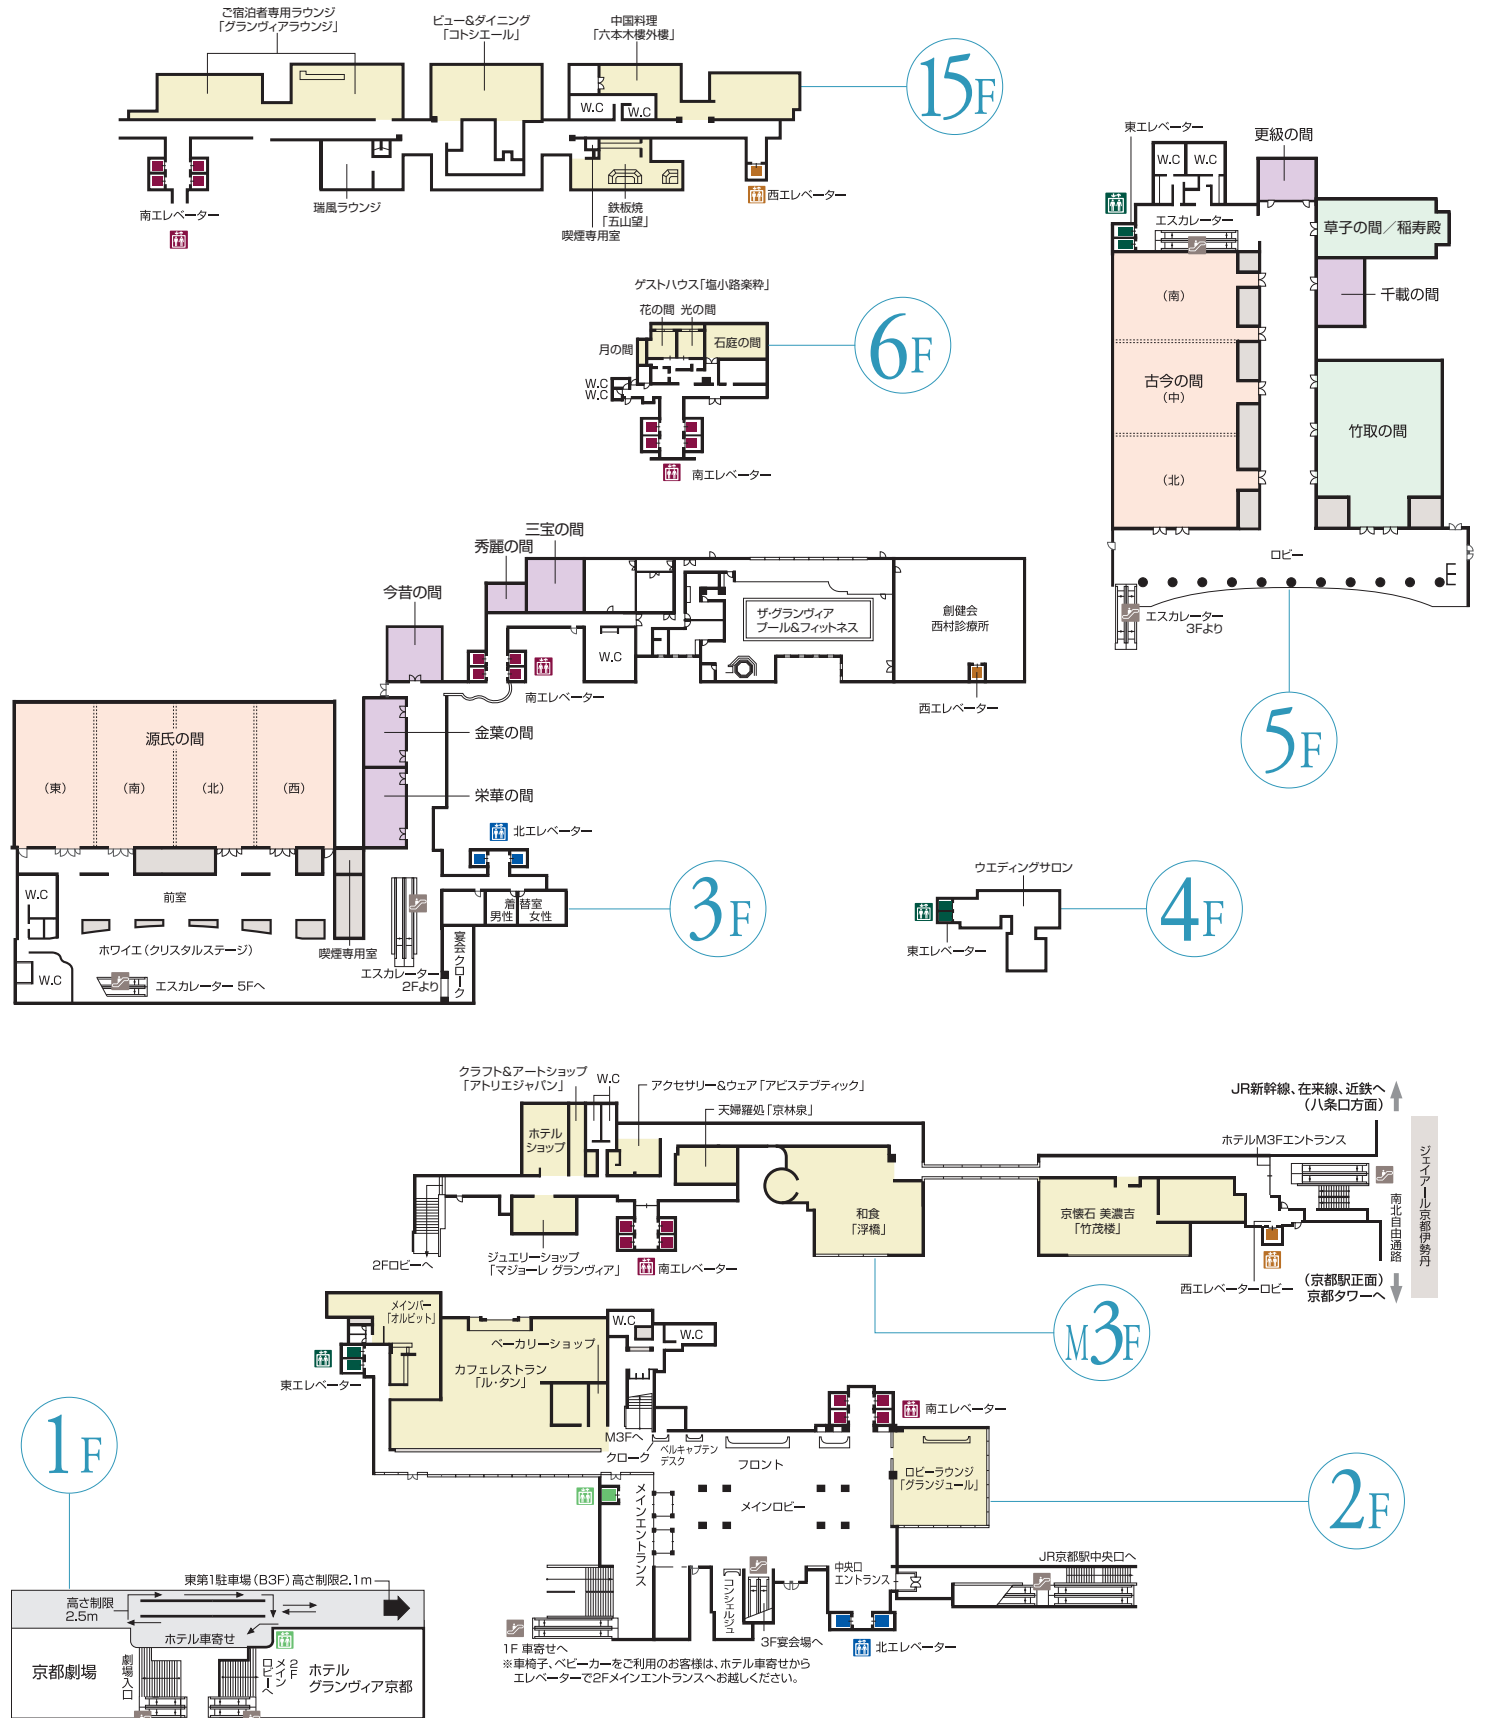 ご宿泊者専用ラウンジ
「グランヴィアラウンジ」
ビュー&ダイニング
「コトシエール」
中国料理
「六本木樓外樓」
W.C
W.C
15F
南エレベーター
瑞風ラウンジ
鉄板焼
「五山望」
喫煙専用室
西エレベーター
ゲストハウス「塩小路楽粋」
花の間
光の間
月の間
石庭の間
W.C
W.C
南エレベーター
6F
東エレベーター
更級の間
W.C
W.C
エスカレーター
草子の間／稲寿殿
千載の間
(南)
古今の間
(中)
(北)
竹取の間
ロビー
エスカレーター
3Fより
5F
三宝の間
秀麗の間
今昔の間
W.C
南エレベーター
ザ・グランヴィア
プール&フィットネス
創健会
西村診療所
西エレベーター
源氏の間
(東)
(南)
(北)
(西)
金葉の間
栄華の間
北エレベーター
W.C
前室
着替室
男性 女性
3F
ホワイエ(クリスタルステージ)
喫煙専用室
W.C
エスカレーター 5Fへ
エスカレーター
2Fより
宴会クローク
ウエディングサロン
東エレベーター
4F
クラフト&アートショップ
「アトリエジャパン」
W.C
アクセサリー&ウェア「アビステブティック」
天婦羅処「京林泉」
ホテル
ショップ
2Fロビーへ
ジュエリーショップ
「マジョーレ グランヴィア」
南エレベーター
和食
「浮橋」
京懐石 美濃吉
「竹茂楼」
JR新幹線、在来線、近鉄へ
(八条口方面)
ホテルM3Fエントランス
ジェイアール京都伊勢丹
南北自由通路
西エレベーターロビー
(京都駅正面)
京都タワーへ
M3F
メインバー
「オルビット」
東エレベーター
ベーカリーショップ
カフェレストラン
「ル・タン」
W.C
W.C
M3Fへ
クローク
ベルキャプテン
デスク
フロント
南エレベーター
ロビーラウンジ
「グランジュール」
メインエントランス
メインロビー
2F
中央口
エントランス
JR京都駅中央口へ
コンシェルジュ
3F宴会場へ
北エレベーター
1F 車寄せへ
※車椅子、ベビーカーをご利用のお客様は、ホテル車寄せから
エレベーターで2Fメインエントランスへお越しください。
1F
東第1駐車場(B3F)高さ制限2.1m
高さ制限
2.5m
ホテル車寄せ
京都劇場
劇場入口
2F
メイン
ロビーへ
ホテル
グランヴィア京都